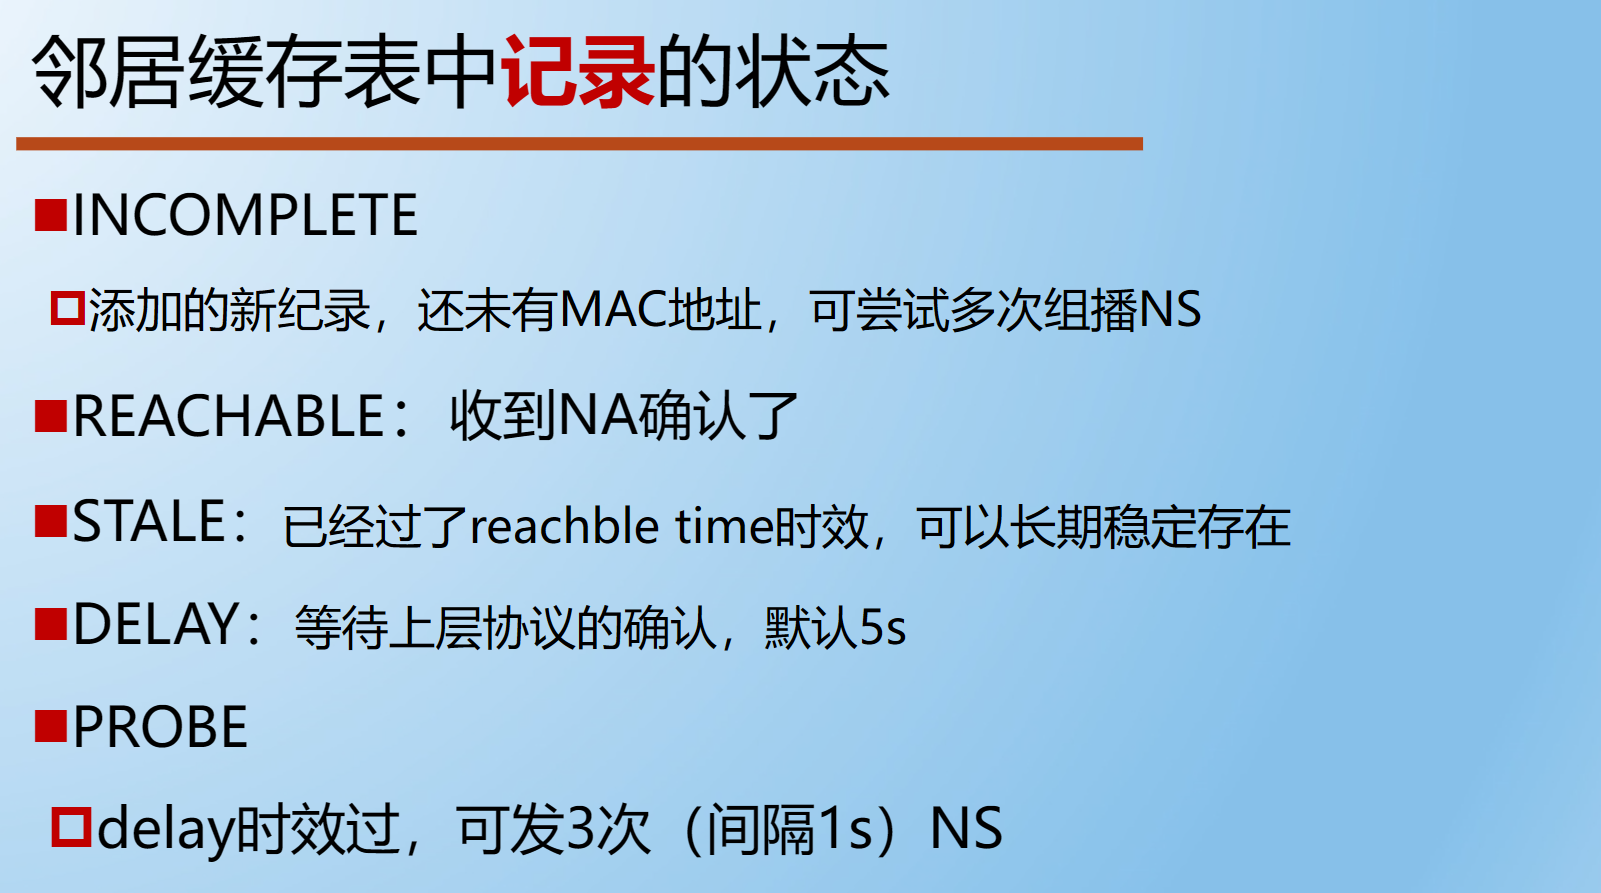 邻居缓存表中记录的状态
INCOMPLETE
添加的新纪录，还未有MAC地址，可尝试多次组播NS
REACHABLE： 收到NA确认了
STALE：已经过了reachble time时效，可以长期稳定存在
DELAY：等待上层协议的确认，默认5s
PROBE
delay时效过，可发3次（间隔1s）NS